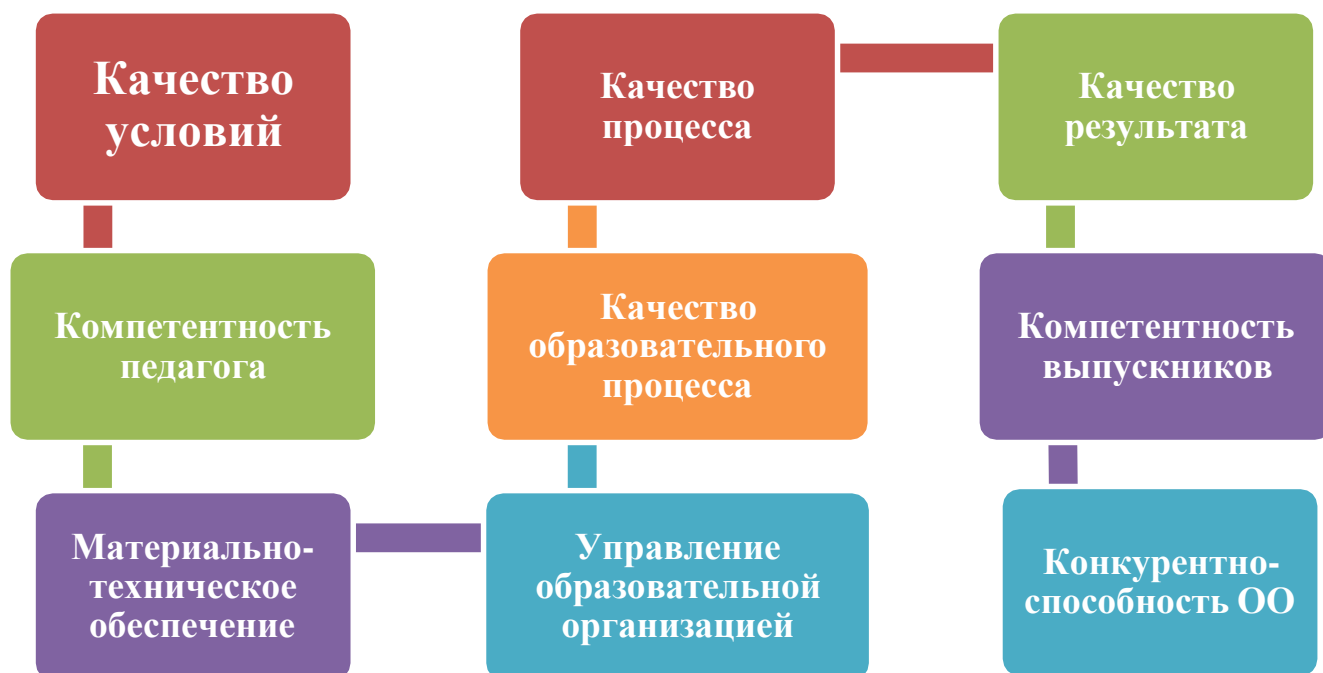 Качество
условий
Качество
процесса
Качество
результата
Компетентность
педагога
Качество
образовательного
процесса
Компетентность
выпускников
Материально-
техническое
обеспечение
Управление
образовательной
организацией
Конкурентно-
способность ОО